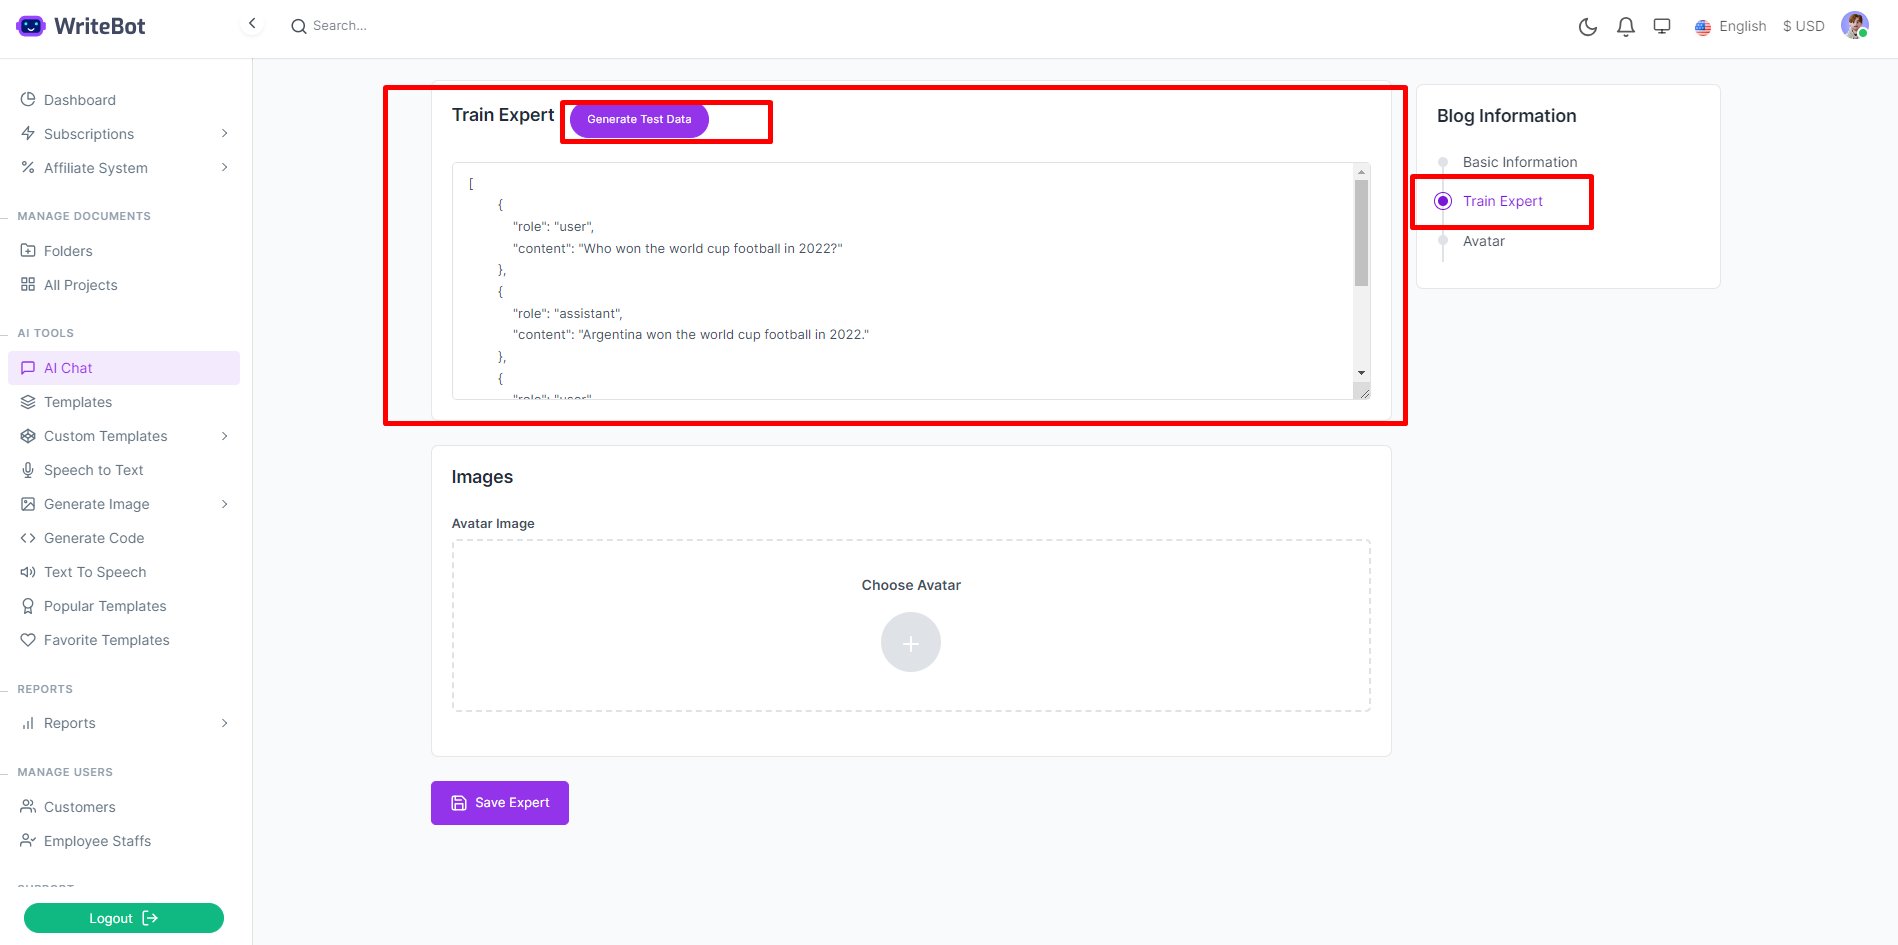 WriteBot
Search...
English
$ USD
Dashboard
Subscriptions
Affiliate System
MANAGE DOCUMENTS
Folders
All Projects
AI TOOLS
AI Chat
Templates
Custom Templates
Speech to Text
Generate Image
Generate Code
Text To Speech
Popular Templates
Favorite Templates
REPORTS
Reports
MANAGE USERS
Customers
Employee Staffs
SUPPORT
Logout
Train Expert
Generate Test Data
[
{
"role": "user",
"content": "Who won the world cup football in 2022?"
},
{
"role": "assistant",
"content": "Argentina won the world cup football in 2022."
},
{
"role": "user",
Images
Avatar Image
Choose Avatar
Save Expert
Blog Information
Basic Information
Train Expert
Avatar